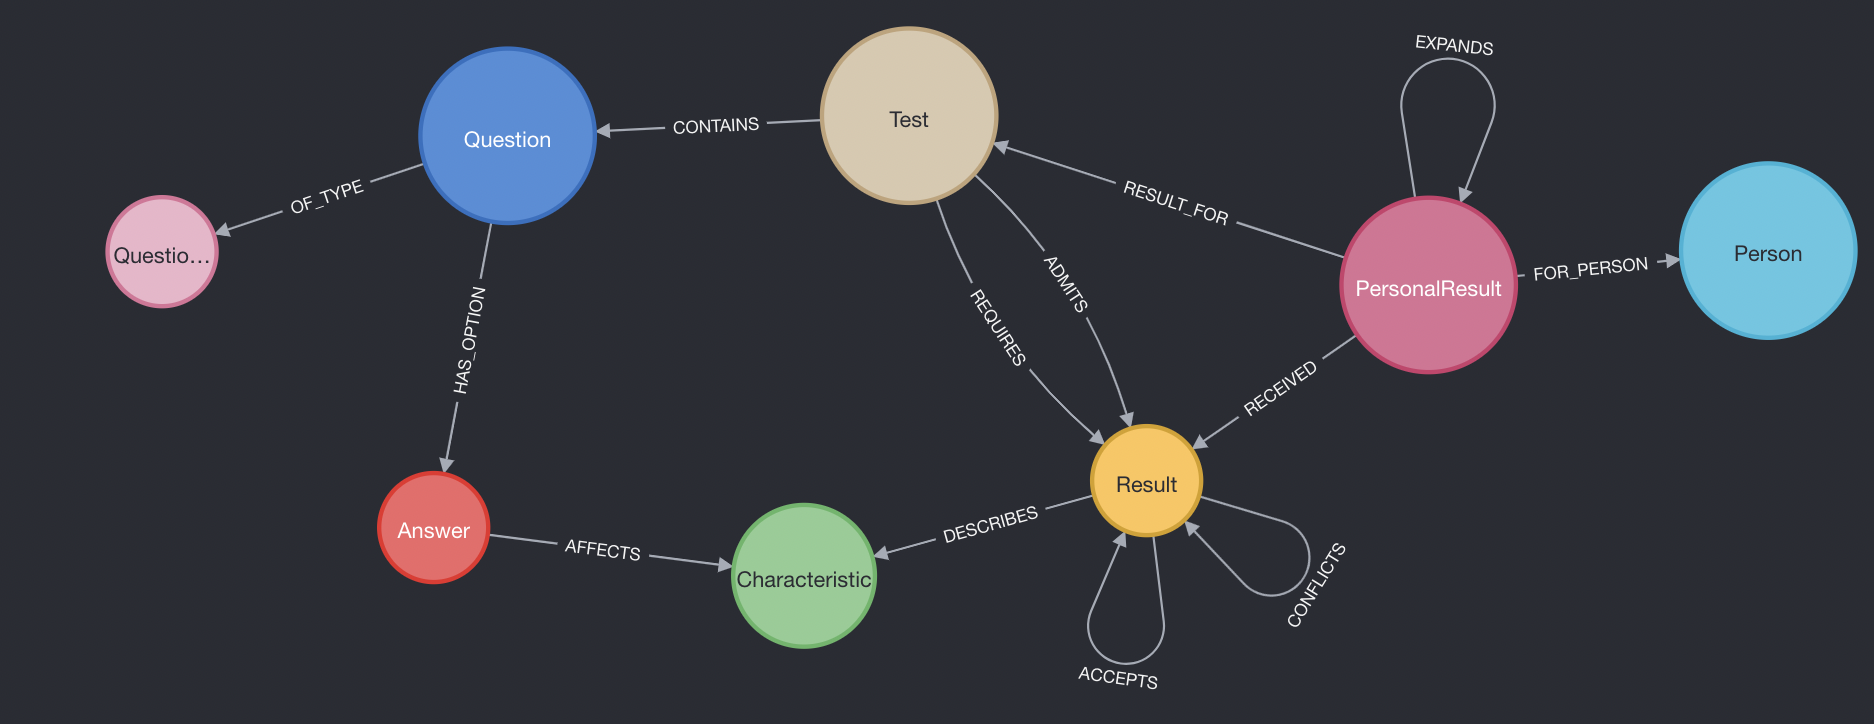 EXPANDS
Test
CONTAINS
Question
OF_TYPE
RESULT_FOR
Questio...
Person
FOR_PERSON
PersonalResult
ADMITS
REQUIRES
HAS_OPTION
RECEIVED
Result
DESCRIBES
Answer
AFFECTS
Characteristic
CONFLICTS
ACCEPTS